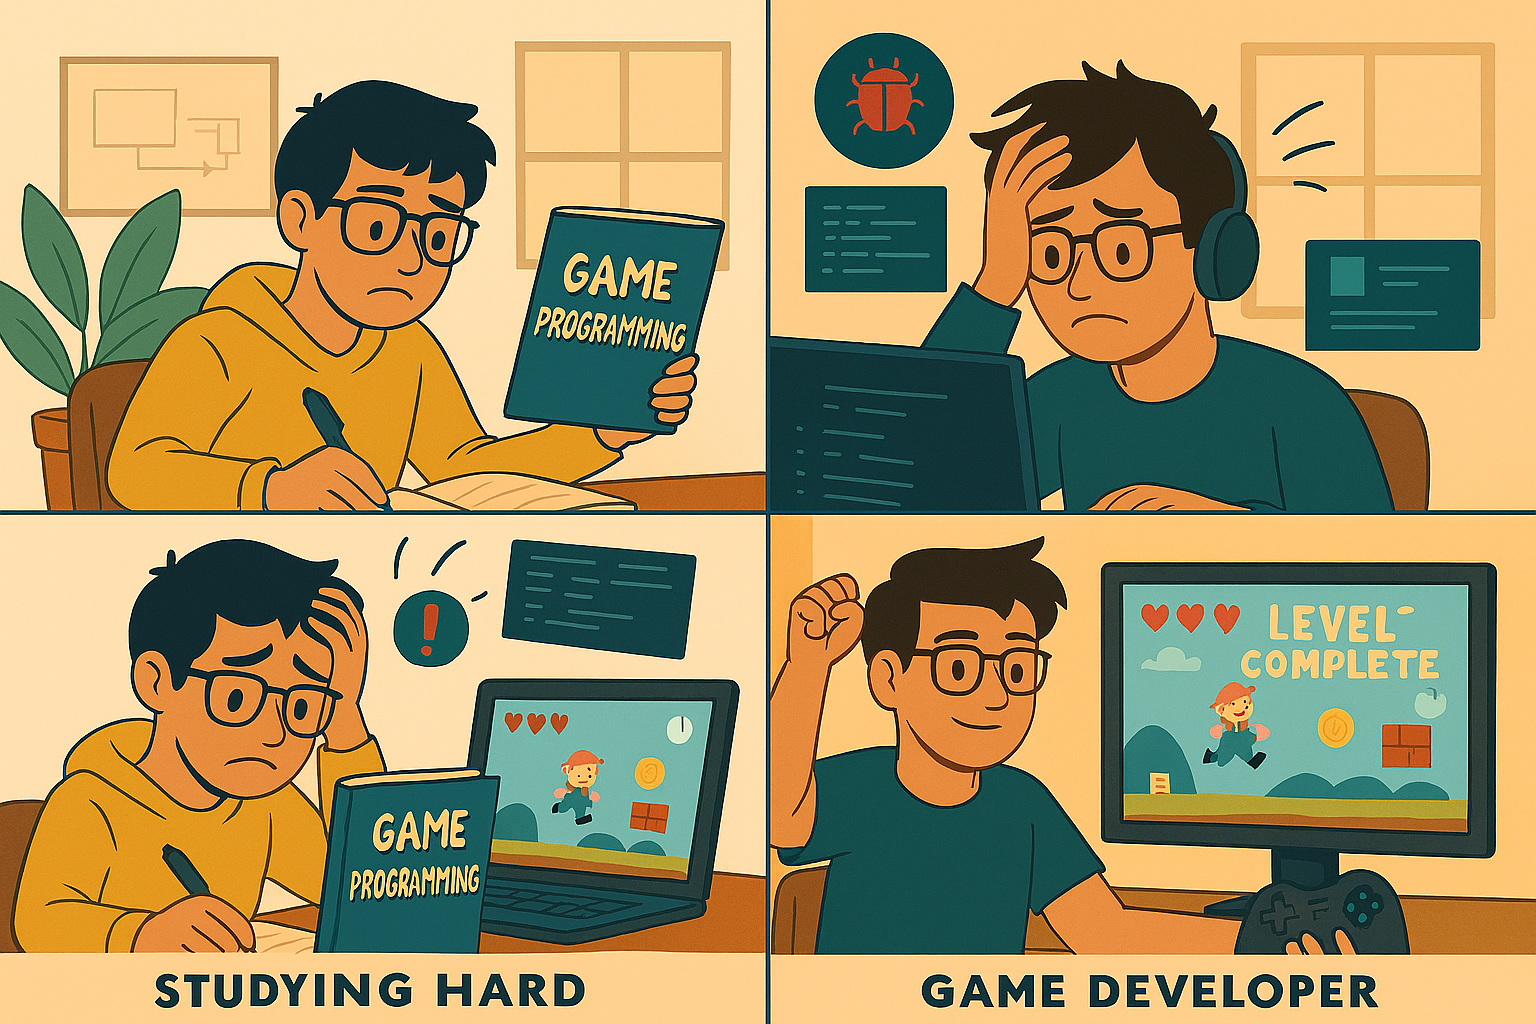 GAME
PROGRAMMING
GAME
PROGRAMMING
LEVEL
COMPLETE
STUDYING HARD
GAME DEVELOPER